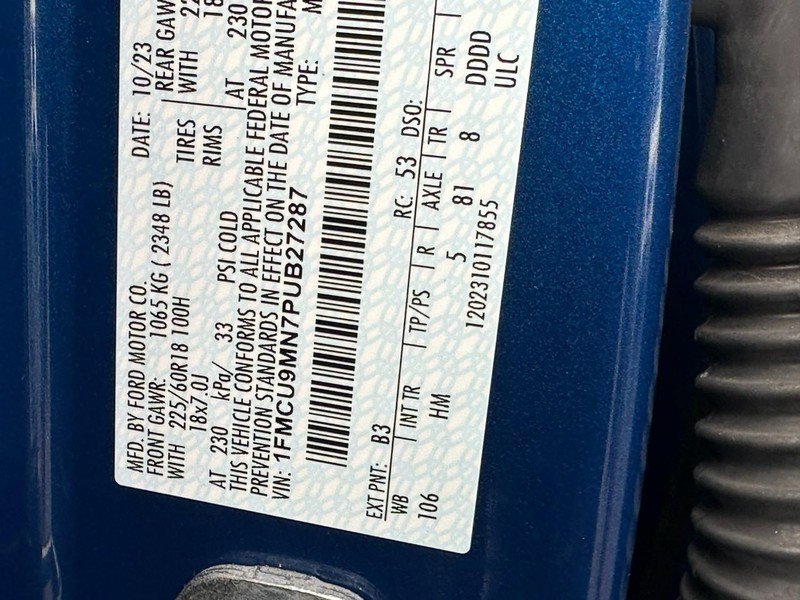 MFD. BY FORD MOTOR CO.
DATE: 10/23
FRONT GAWR: 1065 KG ( 2348 LB)
REAR GAW
WITH 225/60R18 100H
TIRES
WITH 22
18x7.0J
RIMS
18
AT 230 kPa/ 33 PSI COLD
AT 230
THIS VEHICLE CONFORMS TO ALL APPLICABLE FEDERAL MOTOR
PREVENTION STANDARDS IN EFFECT ON THE DATE OF MANUFA
VIN: 1FMCU9MN7PUB27287
TYPE: M
EXT PNT: B3 RC: 53 DSO:
WB INT TR TP/PS R AXLE TR SPR
106 HM 5 81 8 DDDD
1202310117855 ULC